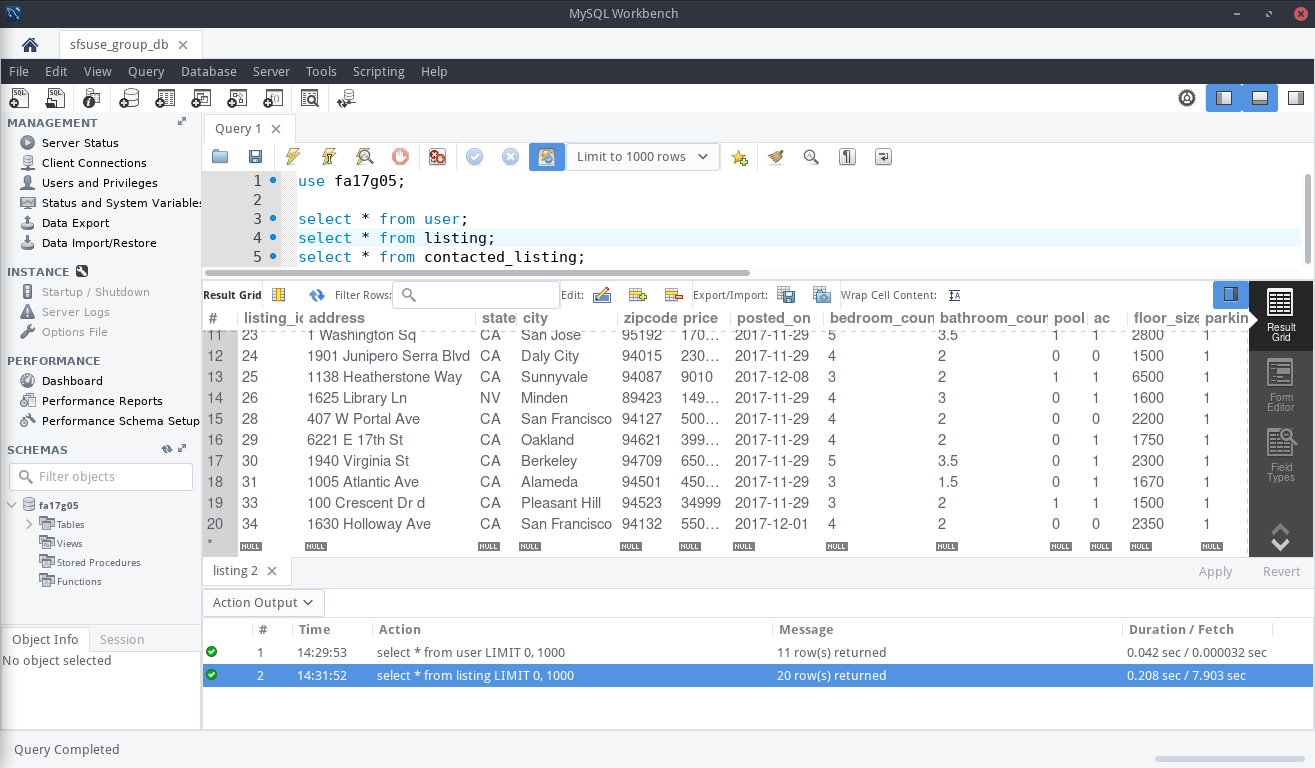 MySQL Workbench
sfsuse_group_db
File Edit View Query Database Server Tools Scripting Help
MANAGEMENT
Server Status
Client Connections
Users and Privileges
Status and System Variables
Data Export
Data Import/Restore
INSTANCE
Startup / Shutdown
Server Logs
Options File
PERFORMANCE
Dashboard
Performance Reports
Performance Schema Setup
SCHEMAS
Filter objects
fa17g05
Tables
Views
Stored Procedures
Functions
Object Info Session
No object selected
Query 1
Limit to 1000 rows
1 use fa17g05;
2
3 select * from user;
4 select * from listing;
5 select * from contacted_listing;
Result Grid Filter Rows: Edit: Export/Import: Wrap Cell Content:
# listing_id address state city zipcode price posted_on bedroom_coun bathroom_coun pool ac floor_size parkin
11 23 1 Washington Sq CA San Jose 95192 170... 2017-11-29 5 3.5 1 1 2800 1
12 24 1901 Junipero Serra Blvd CA Daly City 94015 230... 2017-11-29 4 2 0 0 1500 1
13 25 1138 Heatherstone Way CA Sunnyvale 94087 9010 2017-12-08 3 2 1 1 6500 1
14 26 1625 Library Ln NV Minden 89423 149... 2017-11-29 4 3 0 1 1600 1
15 28 407 W Portal Ave CA San Francisco 94127 500... 2017-11-29 4 2 0 0 2200 1
16 29 6221 E 17th St CA Oakland 94621 399... 2017-11-29 4 2 0 1 1750 1
17 30 1940 Virginia St CA Berkeley 94709 650... 2017-11-29 5 3.5 0 1 2300 1
18 31 1005 Atlantic Ave CA Alameda 94501 450... 2017-11-29 3 1.5 0 1 1670 1
19 33 100 Crescent Dr d CA Pleasant Hill 94523 34999 2017-11-29 3 2 1 1 1500 1
20 34 1630 Holloway Ave CA San Francisco 94132 550... 2017-12-01 4 2 0 0 2350 1
* NULL NULL NULL NULL NULL NULL NULL NULL NULL NULL NULL NULL NULL
Result
Grid
Form
Editor
Field
Types
listing 2 Apply Revert
Action Output
# Time Action Message Duration / Fetch
1 14:29:53 select * from user LIMIT 0, 1000 11 row(s) returned 0.042 sec / 0.000032 sec
2 14:31:52 select * from listing LIMIT 0, 1000 20 row(s) returned 0.208 sec / 7.903 sec
Query Completed